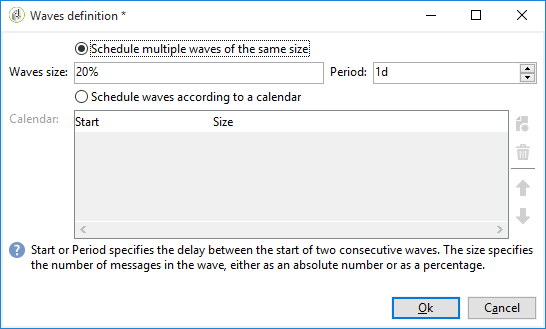 Waves definition *
Schedule multiple waves of the same size
Waves size: 20% Period: 1d
Schedule waves according to a calendar
Calendar: Start Size
Start or Period specifies the delay between the start of two consecutive waves. The size specifies
the number of messages in the wave, either as an absolute number or as a percentage.
Ok Cancel